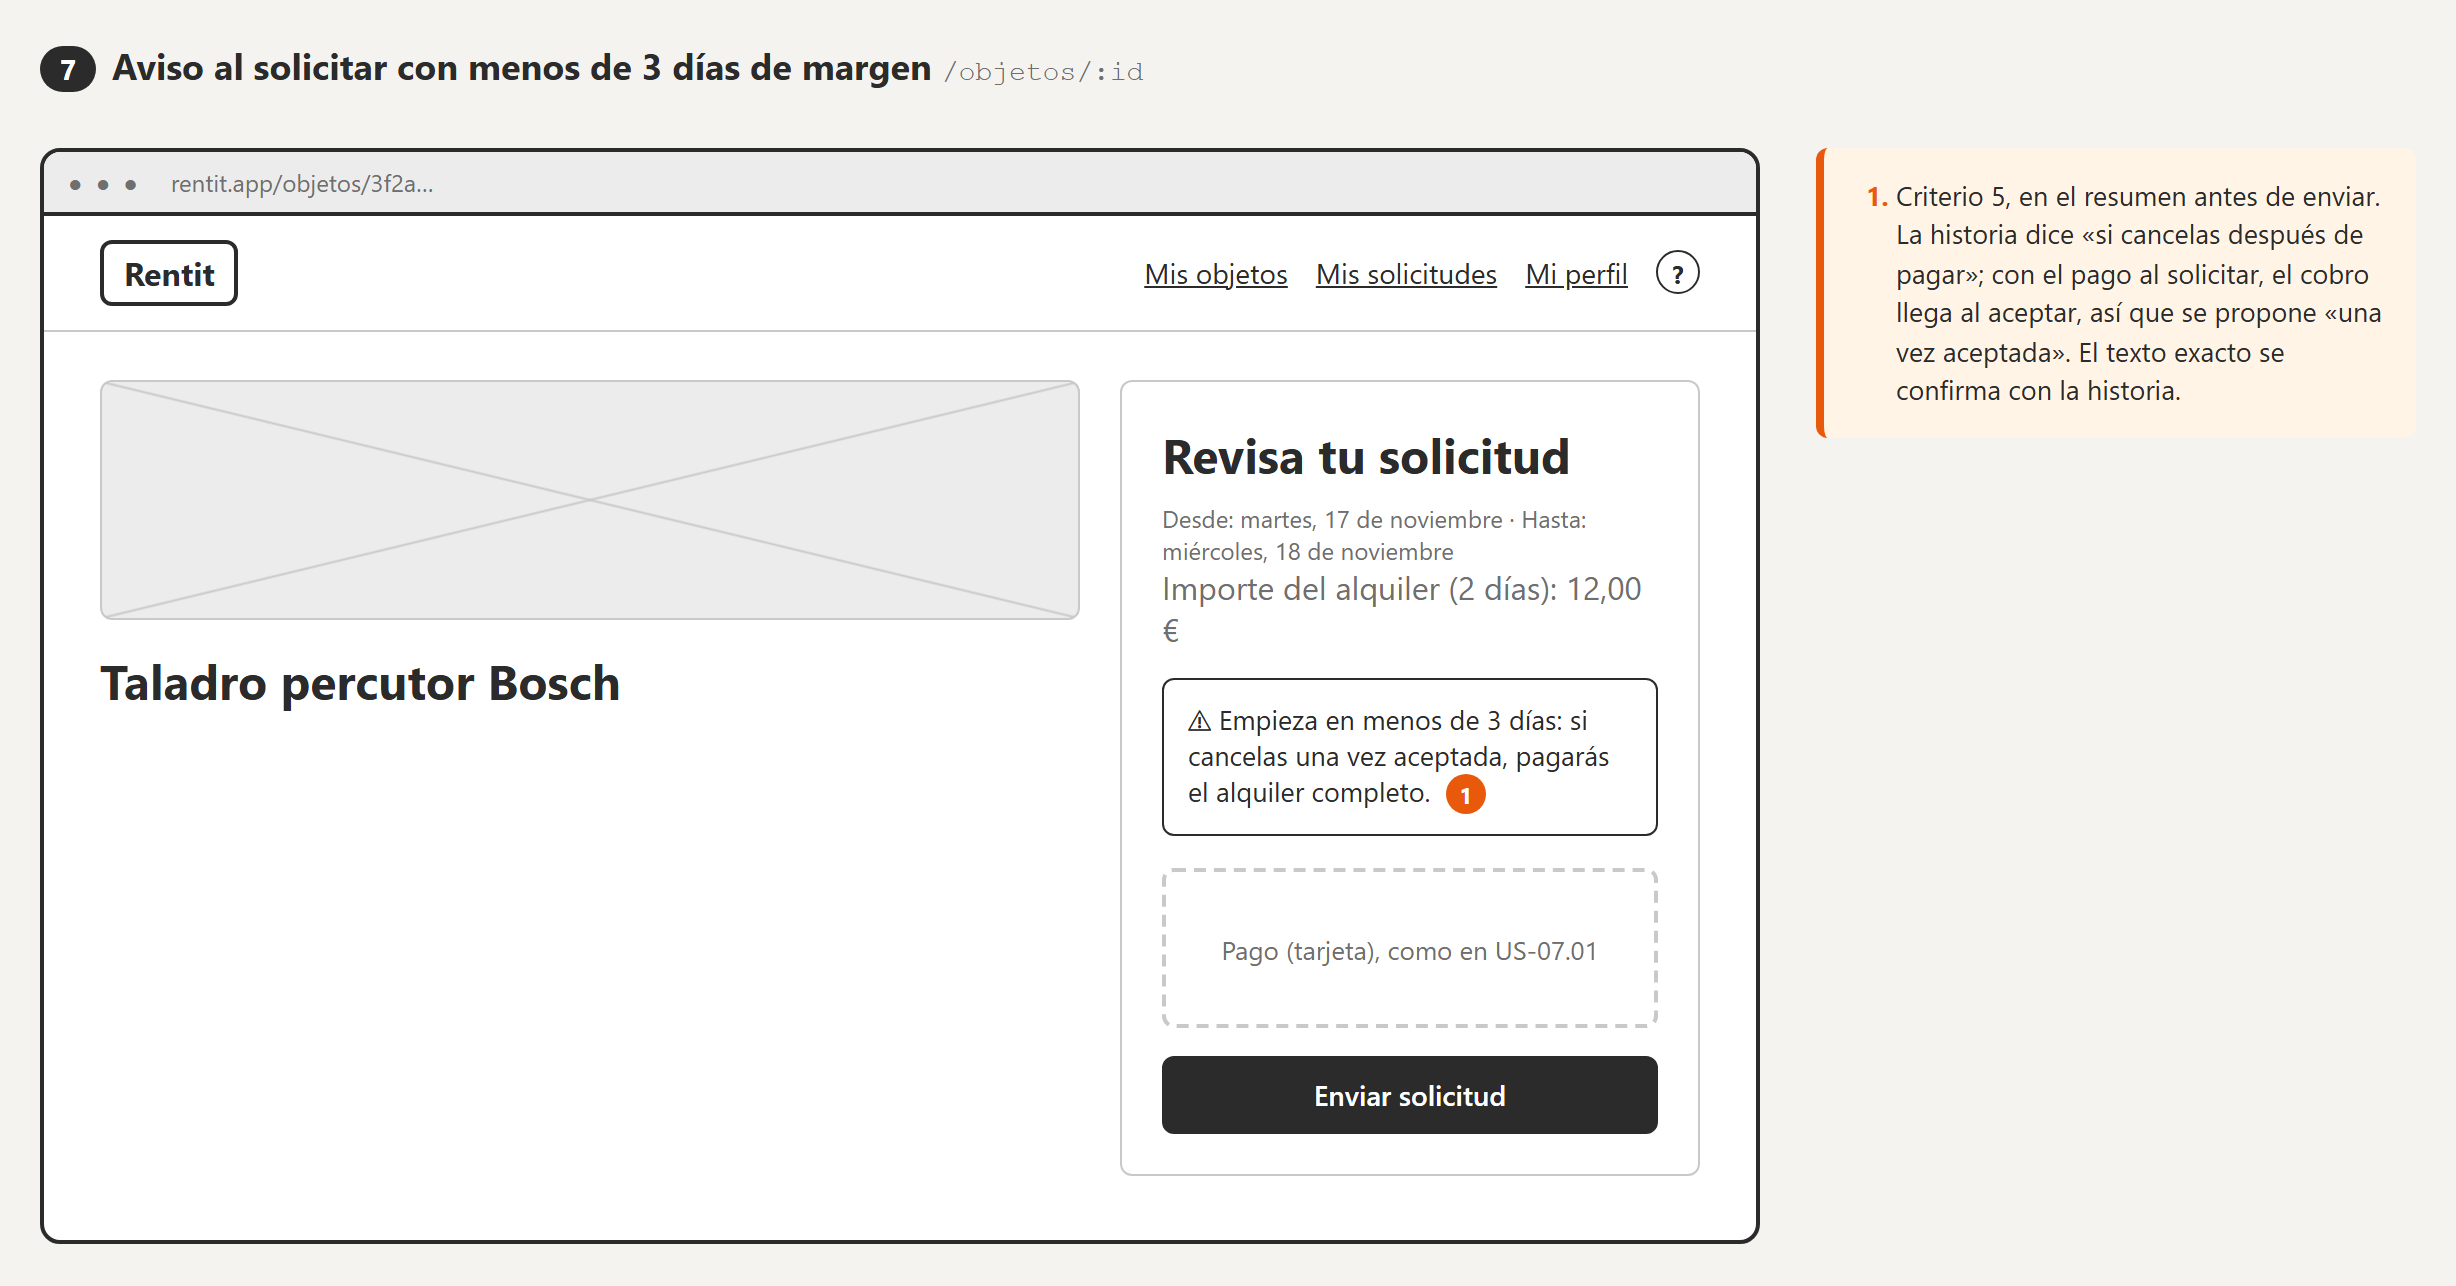 7 Aviso al solicitar con menos de 3 días de margen /objetos/:id
rentit.app/objetos/3f2a...
Rentit
Mis objetos Mis solicitudes Mi perfil ?
Taladro percutor Bosch
Revisa tu solicitud
Desde: martes, 17 de noviembre · Hasta:
miércoles, 18 de noviembre
Importe del alquiler (2 días): 12,00
€
⚠ Empieza en menos de 3 días: si
cancelas una vez aceptada, pagarás
el alquiler completo. 1
Pago (tarjeta), como en US-07.01
Enviar solicitud
1. Criterio 5, en el resumen antes de enviar.
La historia dice «si cancelas después de
pagar»; con el pago al solicitar, el cobro
llega al aceptar, así que se propone «una
vez aceptada». El texto exacto se
confirma con la historia.